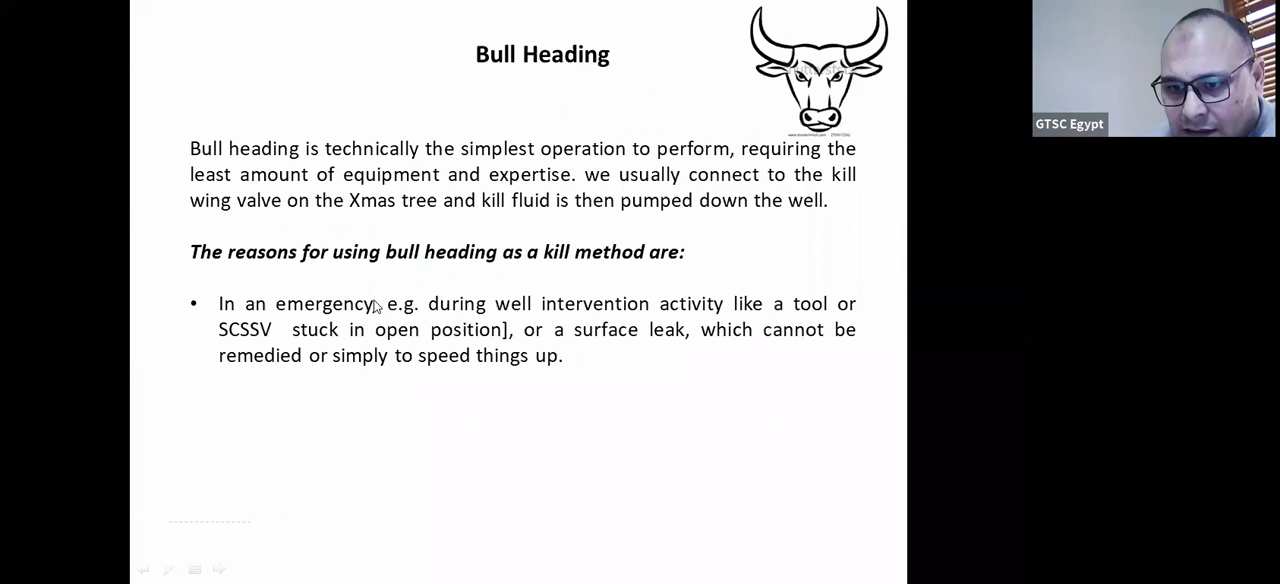 Bull Heading
GTSC Egypt
Bull heading is technically the simplest operation to perform, requiring the
least amount of equipment and expertise. we usually connect to the kill
wing valve on the Xmas tree and kill fluid is then pumped down the well.
The reasons for using bull heading as a kill method are:
• In an emergency, e.g. during well intervention activity like a tool or
SCSSV stuck in open position], or a surface leak, which cannot be
remedied or simply to speed things up.